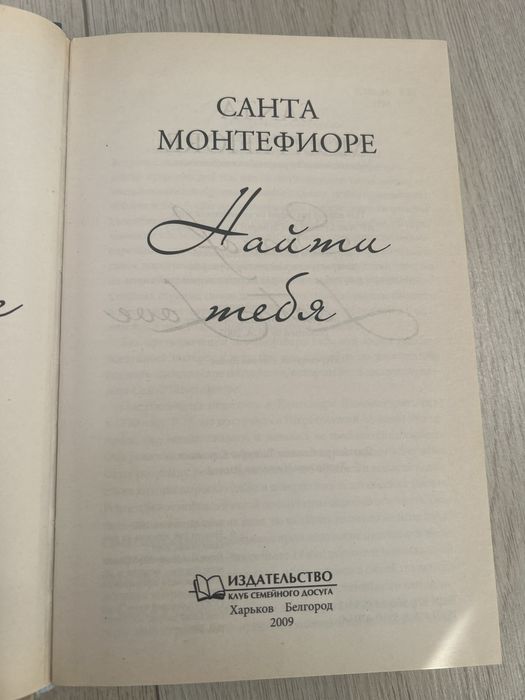 САНТА
МОНТЕФИОРЕ
Найти
тебя
ИЗДАТЕЛЬСТВО
КЛУБ СЕМЕЙНОГО ДОСУГА
Харьков Белгород
2009